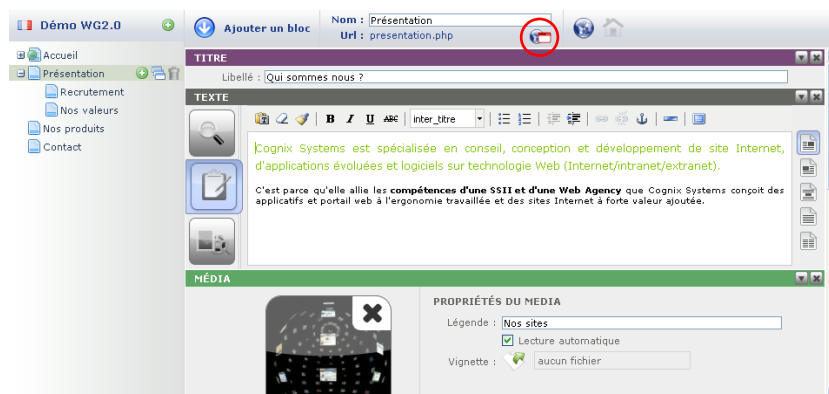 Démo WG2.0
Ajouter un bloc
Nom : Présentation
Url : presentation.php
Accueil
Présentation
Recrutement
Nos valeurs
Nos produits
Contact
TITRE
Libellé : Qui sommes nous ?
TEXTE
B I U ABC inter_titre
Cognix Systems est spécialisée en conseil, conception et développement de site Internet,
d'applications évoluées et logiciels sur technologie Web (Internet/intranet/extranet).
C'est parce qu'elle allie les compétences d'une SSII et d'une Web Agency que Cognix Systems conçoit des
applicatifs et portail web à l'ergonomie travaillée et des sites Internet à forte valeur ajoutée.
MÉDIA
PROPRIÉTÉS DU MEDIA
Légende : Nos sites
Lecture automatique
Vignette : aucun fichier